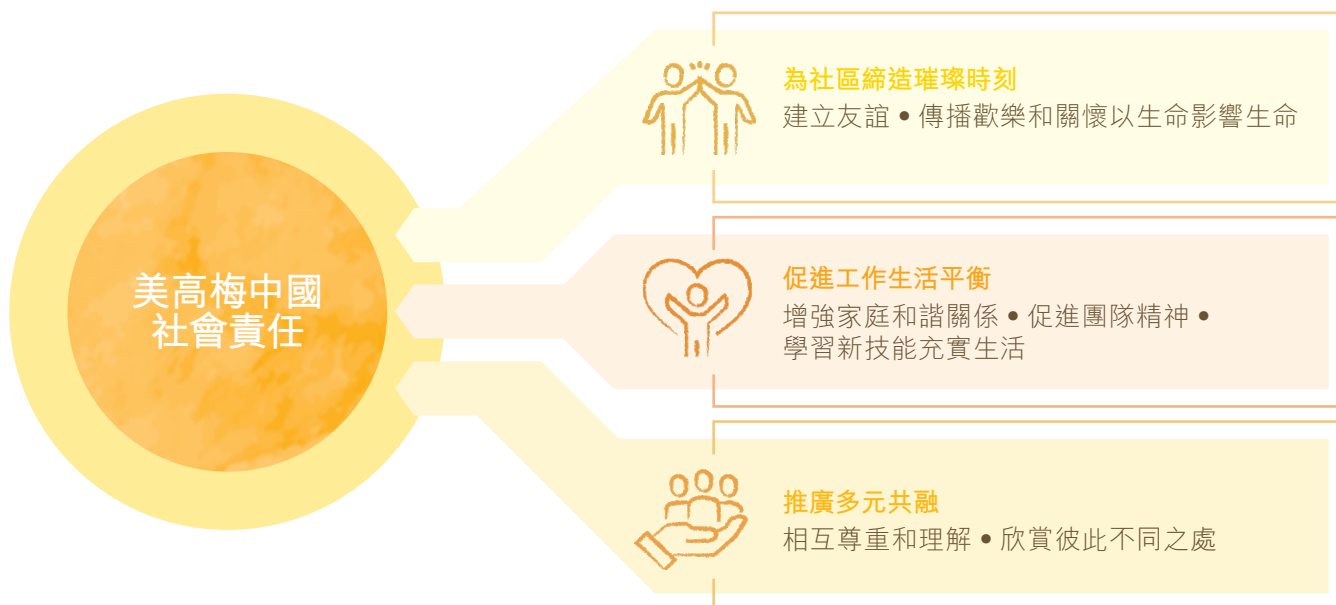 美高梅中國
社會責任
為社區締造璀璨時刻
建立友誼 • 傳播歡樂和關懷以生命影響生命
促進工作生活平衡
增強家庭和諧關係 • 促進團隊精神 •
學習新技能充實生活
推廣多元共融
相互尊重和理解 • 欣賞彼此不同之處